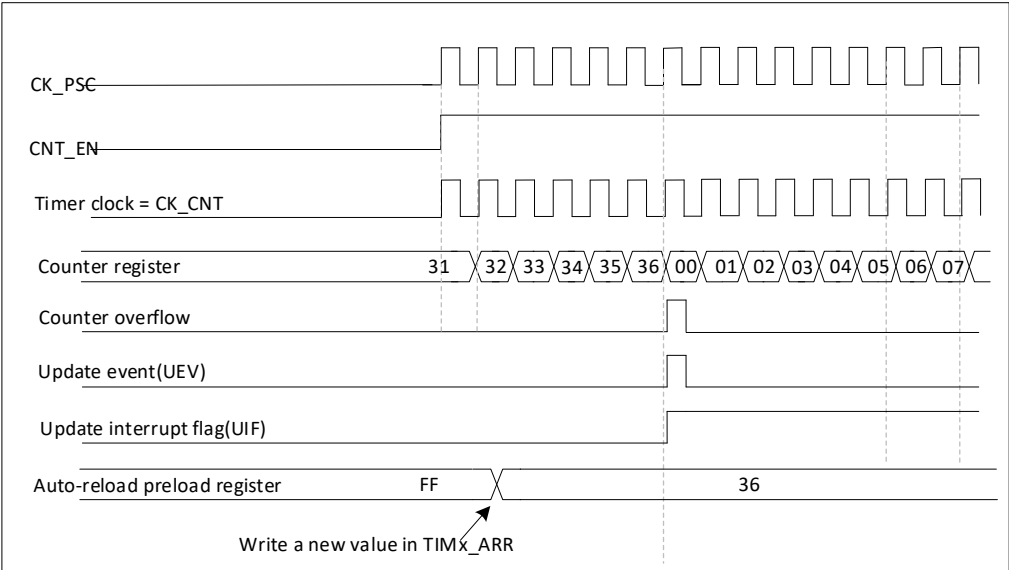 CK_PSC
CNT_EN
Timer clock = CK_CNT
Counter register 31 32 33 34 35 36 00 01 02 03 04 05 06 07
Counter overflow
Update event(UEV)
Update interrupt flag(UIF)
Auto-reload preload register FF 36
Write a new value in TIMx_ARR